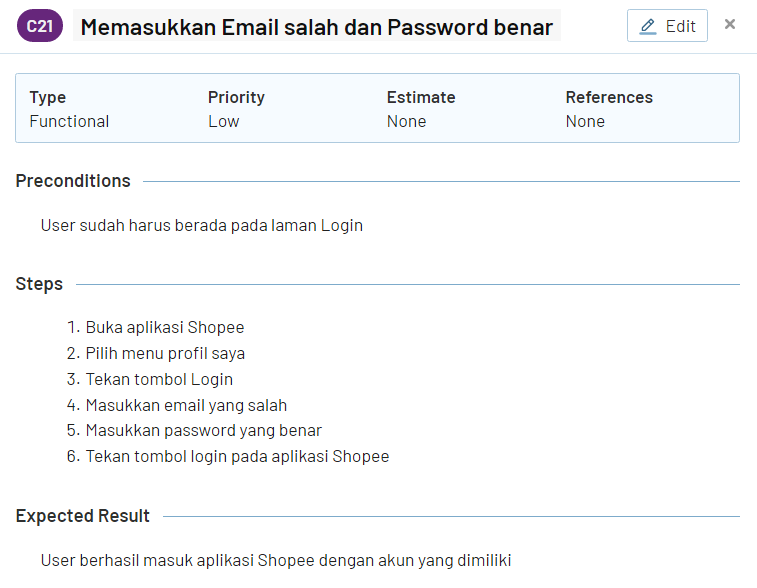 C21 Memasukkan Email salah dan Password benar Edit ×
Type Priority Estimate References
Functional Low None None
Preconditions
User sudah harus berada pada laman Login
Steps
1. Buka aplikasi Shopee
2. Pilih menu profil saya
3. Tekan tombol Login
4. Masukkan email yang salah
5. Masukkan password yang benar
6. Tekan tombol login pada aplikasi Shopee
Expected Result
User berhasil masuk aplikasi Shopee dengan akun yang dimiliki